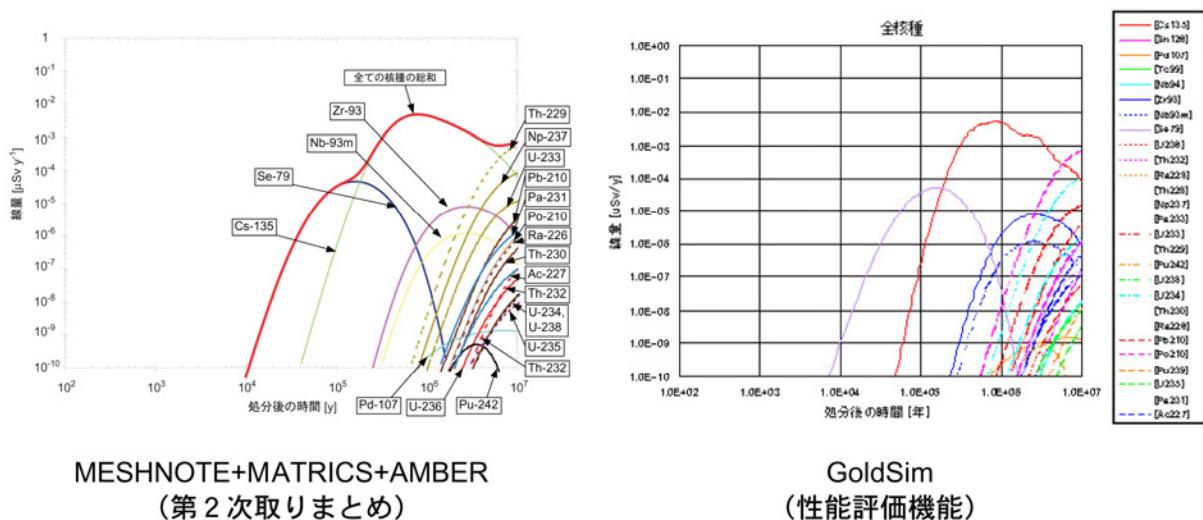 1
10⁻¹
10⁻²
10⁻³
10⁻⁴
10⁻⁵
10⁻⁶
10⁻⁷
10⁻⁸
10⁻⁹
10⁻¹⁰
線量 [μSv y⁻¹]
10²
10³
10⁴
10⁵
10⁶
10⁷
処分後の時間 [y]
全ての核種の総和
Zr-93
Nb-93m
Se-79
Cs-135
Th-229
Np-237
U-233
Pb-210
Pa-231
Po-210
Ra-226
Th-230
Ac-227
Th-232
U-234,
U-238
U-235
Th-232
Pd-107
U-236
Pu-242
MESHNOTE+MATRICS+AMBER
（第２次取りまとめ）
全核種
1.0E+00
1.0E-01
1.0E-02
1.0E-03
1.0E-04
1.0E-05
1.0E-06
1.0E-07
1.0E-08
1.0E-09
1.0E-10
線量 [uSv/y]
1.0E+02
1.0E+03
1.0E+04
1.0E+05
1.0E+06
1.0E+07
処分後の時間 [年]
[Cs135]
[Sn126]
[Pd107]
[Tc99]
[Nb94]
[Zr93]
[Nb93m]
[Se79]
[Th232]
[Np237]
[Pa233]
[U233]
[Th229]
[Pu242]
[U234]
[Th230]
[Pb210]
[Po210]
[Pu239]
[U235]
[Pa231]
[Ac227]
GoldSim
（性能評価機能）